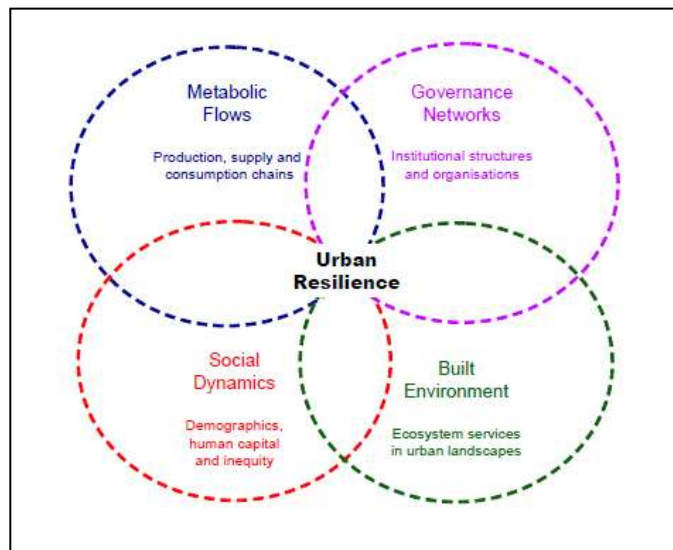 Metabolic
Flows
Production, supply and
consumption chains
Governance
Networks
Institutional structures
and organisations
Urban
Resilience
Social
Dynamics
Demographics,
human capital
and inequity
Built
Environment
Ecosystem services
in urban landscapes